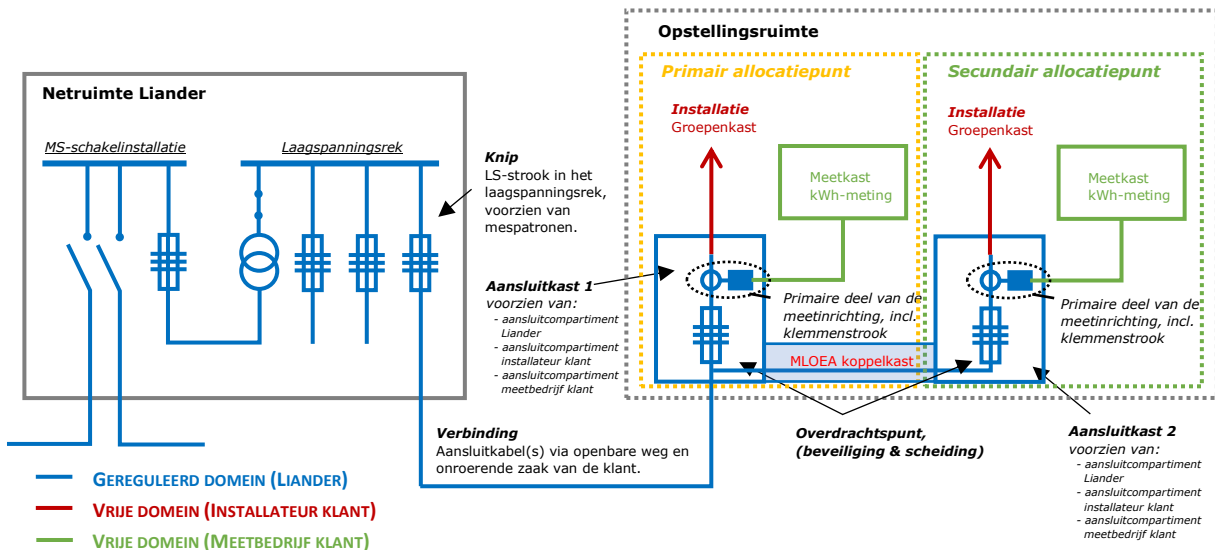 Netruimte Liander
MS-schakelinstallatie
Laagspanningsrek
Knip
LS-strook in het
laagspanningsrek,
voorzien van
mespatronen.
Aansluitkast 1
voorzien van:
- aansluitcompartiment
Liander
- aansluitcompartiment
installateur klant
- aansluitcompartiment
meetbedrijf klant
Verbinding
Aansluitkabel(s) via openbare weg en
onroerende zaak van de klant.
Opstellingsruimte
Primair allocatiepunt
Installatie
Groepenkast
Meetkast
kWh-meting
Primaire deel van de
meetinrichting, incl.
klemmenstrook
MLOEA koppelkast
Secundair allocatiepunt
Installatie
Groepenkast
Meetkast
kWh-meting
Primaire deel van de
meetinrichting, incl.
klemmenstrook
Overdrachtspunt,
(beveiliging & scheiding)
Aansluitkast 2
voorzien van:
- aansluitcompartiment
Liander
- aansluitcompartiment
installateur klant
- aansluitcompartiment
meetbedrijf klant
GEREGULEERD DOMEIN (LIANDER)
VRIJE DOMEIN (INSTALLATEUR KLANT)
VRIJE DOMEIN (MEETBEDRIJF KLANT)